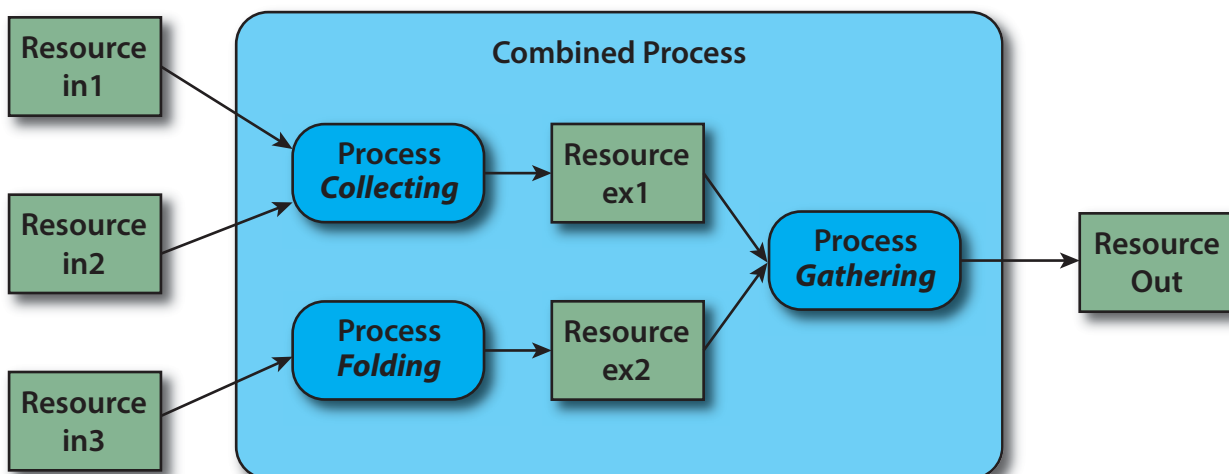 Resource
in1
Resource
in2
Resource
in3
Combined Process
Process
Collecting
Resource
ex1
Process
Folding
Resource
ex2
Process
Gathering
Resource
Out